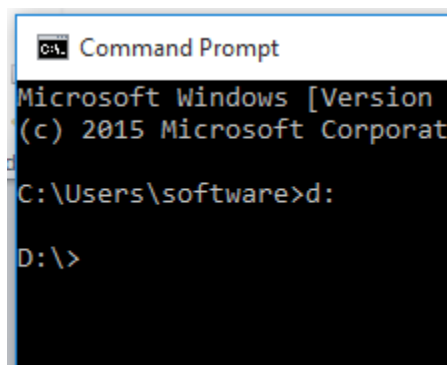 Command Prompt
Microsoft Windows [Version
(c) 2015 Microsoft Corporat
C:\Users\software>d:
D:\>